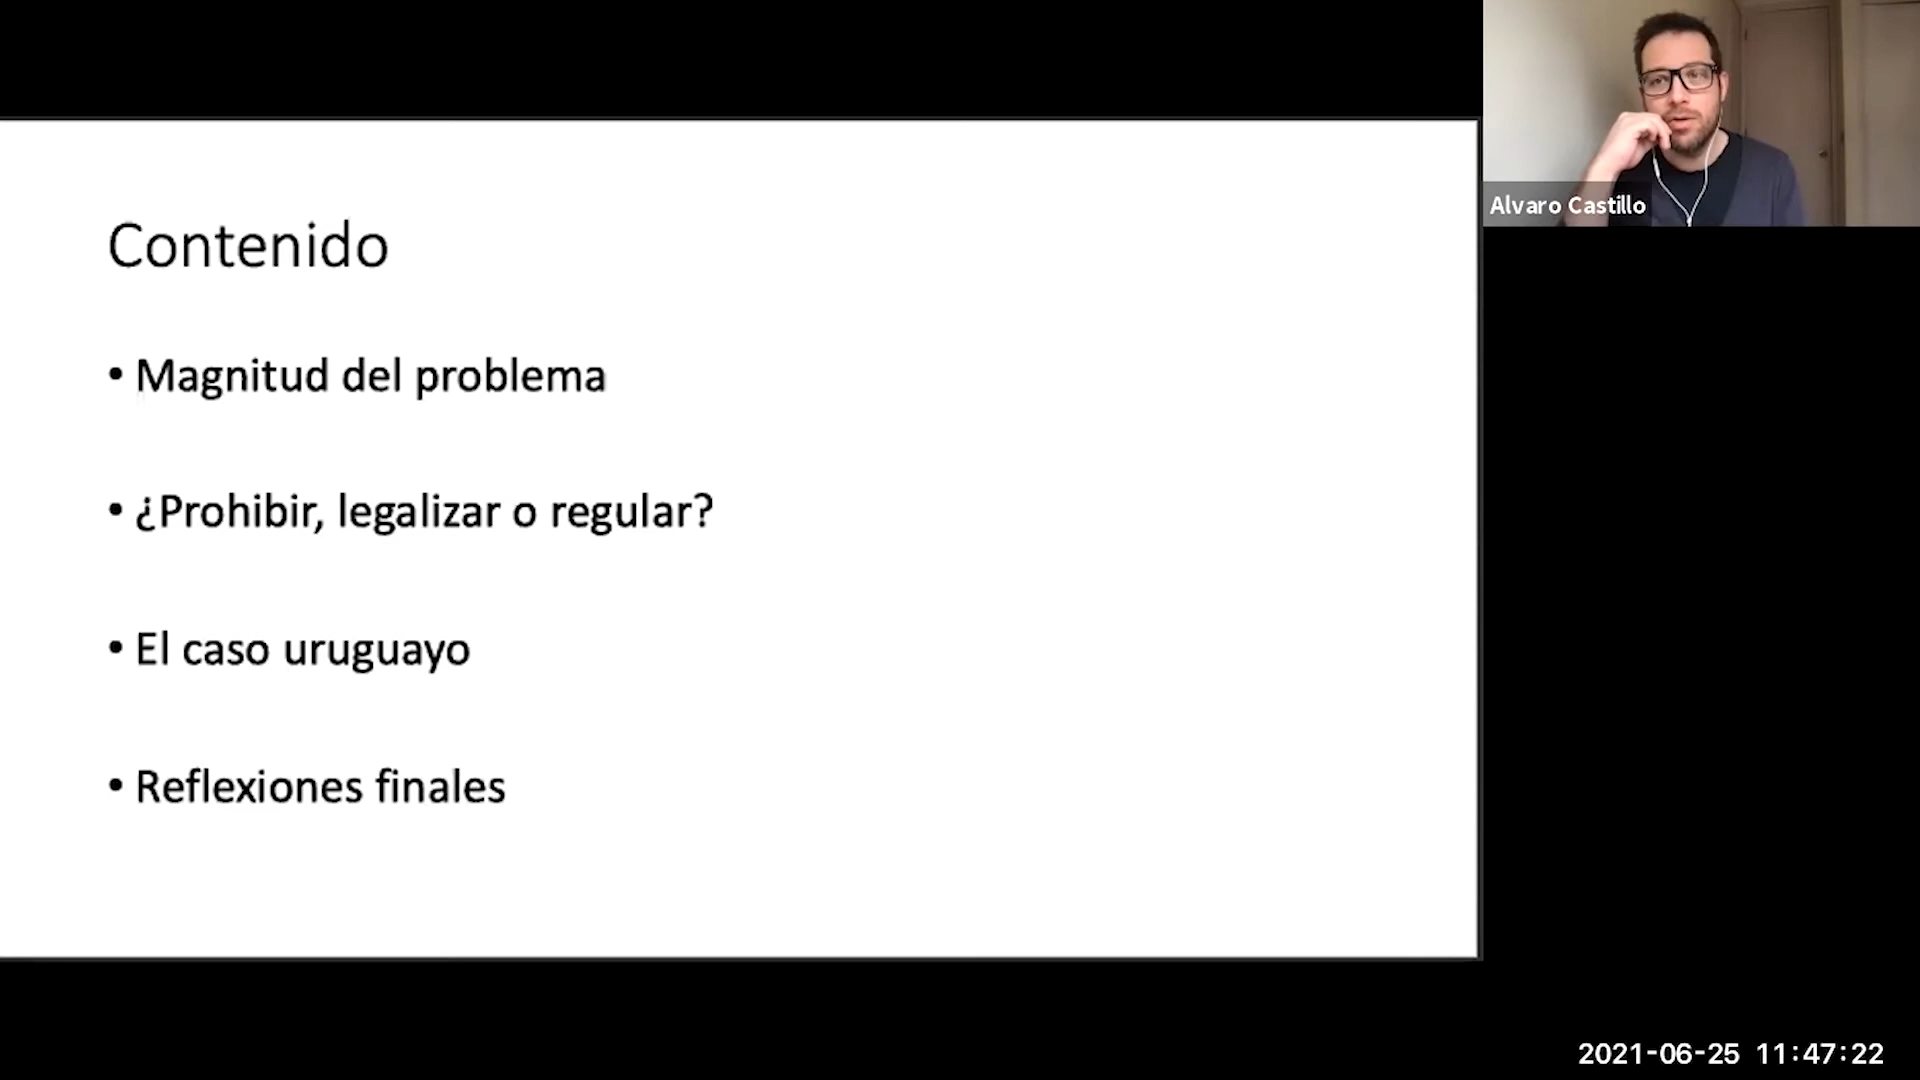 Contenido
• Magnitud del problema
• ¿Prohibir, legalizar o regular?
• El caso uruguayo
• Reflexiones finales
Alvaro Castillo
2021-06-25 11:47:22